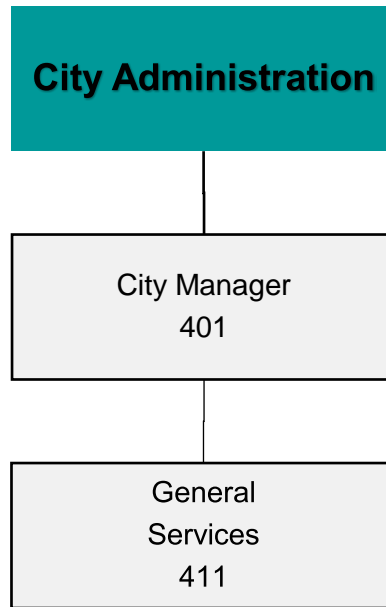 City Administration
City Manager
401
General
Services
411